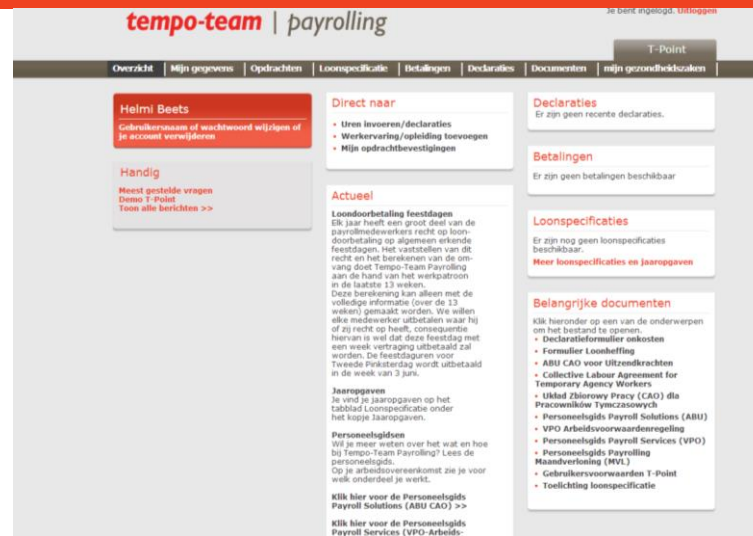 Je bent ingelogd. Uitloggen
tempo-team | payrolling
T-Point
Overzicht | Mijn gegevens | Opdrachten | Loonspecificatie | Betalingen | Declaraties | Documenten | mijn gezondheidszaken |
Helmi Beets
Gebruikersnaam of wachtwoord wijzigen of
je account verwijderen
Handig
Meest gestelde vragen
Demo T-Point
Toon alle berichten >>
Direct naar
• Uren invoeren/declaraties
• Werkervaring/opleiding toevoegen
• Mijn opdrachtbevestigingen
Actueel
Loondoorbetaling feestdagen
Elk jaar heeft een groot deel van de
payrollmedewerkers recht op loon-
doorbetaling op algemeen erkende
feestdagen. Het vaststellen van dit
recht en het berekenen van de om-
vang doet Tempo-Team Payrolling
aan de hand van het werkpatroon
in de laatste 13 weken.
Deze berekening kan alleen met de
volledige informatie (over de 13
weken) gemaakt worden. We willen
elke medewerker uitbetalen waar hij
of zij recht op heeft, consequentie
hiervan is wel dat deze feestdag met
een week vertraging uitbetaald zal
worden. De feestdaguren voor
Tweede Pinksterdag wordt uitbetaald
in de week van 3 juni.
Jaaropgaven
Je vind je jaaropgaven op het
tabblad Loonspecificatie onder
het kopje Jaaropgaven.
Personeelsgidsen
Wil je meer weten over het wat en hoe
bij Tempo-Team Payrolling? Lees de
personeelsgids.
Op je arbeidsovereenkomst zie je voor
welk onderdeel je werkt.
Klik hier voor de Personeelsgids
Payroll Solutions (ABU CAO) >>
Klik hier voor de Personeelsgids
Payroll Services (VPO-Arbeids-
Declaraties
Er zijn geen recente declaraties.
Betalingen
Er zijn geen betalingen beschikbaar
Loonspecificaties
Er zijn nog geen loonspecificaties
beschikbaar.
Meer loonspecificaties en jaaropgaven
Belangrijke documenten
Klik hieronder op een van de onderwerpen
om het bestand te openen.
• Declaratieformulier onkosten
• Formulier Loonheffing
• ABU CAO voor Uitzendkrachten
• Collective Labour Agreement for
Temporary Agency Workers
• Układ Zbiorowy Pracy (CAO) dla
Pracowników Tymczasowych
• Personeelsgids Payroll Solutions (ABU)
• VPO Arbeidsvoorwaardenregeling
• Personeelsgids Payroll Services (VPO)
• Personeelsgids Payrolling
Maandverloning (MVL)
• Gebruikersvoorwaarden T-Point
• Toelichting loonspecificatie